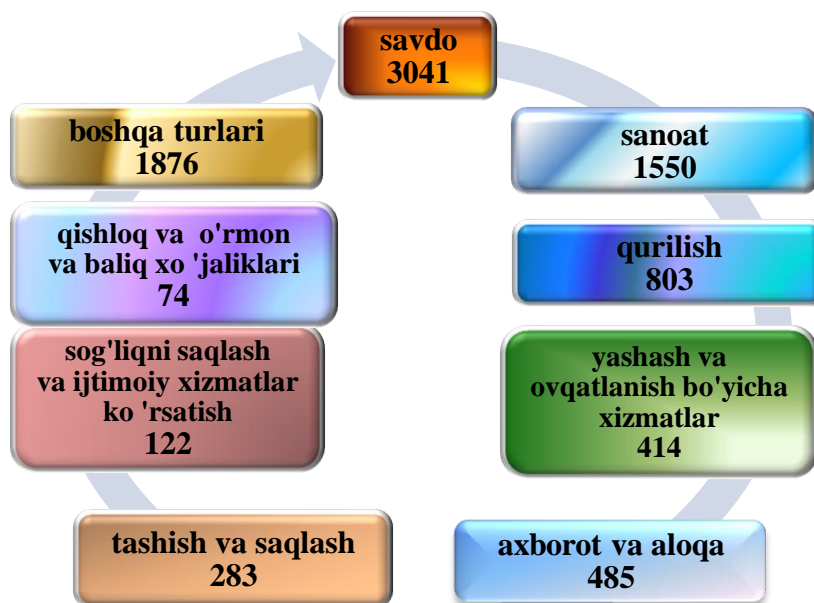 savdo
3041
sanoat
1550
qurilish
803
yashash va
ovqatlanish bo'yicha
xizmatlar
414
axborot va aloqa
485
tashish va saqlash
283
sog'liqni saqlash
va ijtimoiy xizmatlar
ko 'rsatish
122
qishloq va o'rmon
va baliq xo 'jaliklari
74
boshqa turlari
1876